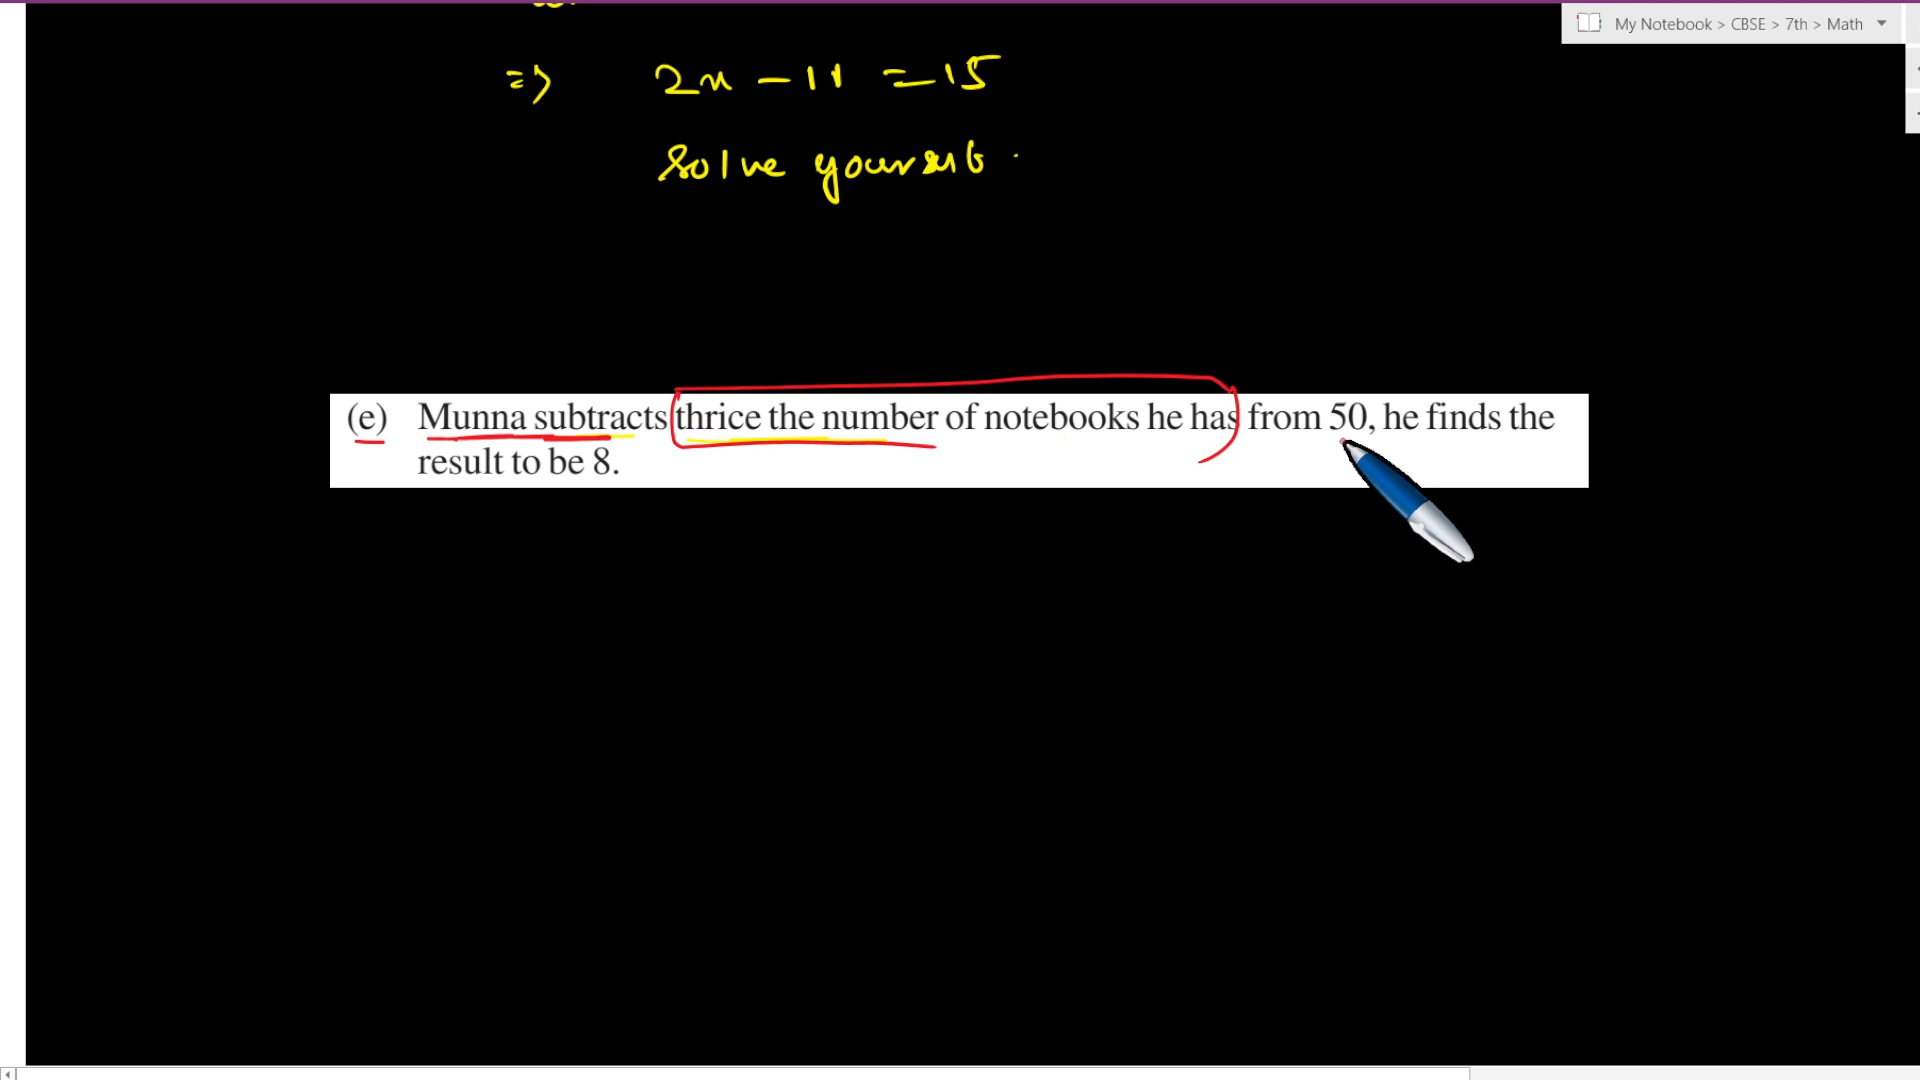 My Notebook > CBSE > 7th > Math
=> 2x - 11 = 15
Solve yourself.
(e) Munna subtracts thrice the number of notebooks he has from 50, he finds the
result to be 8.